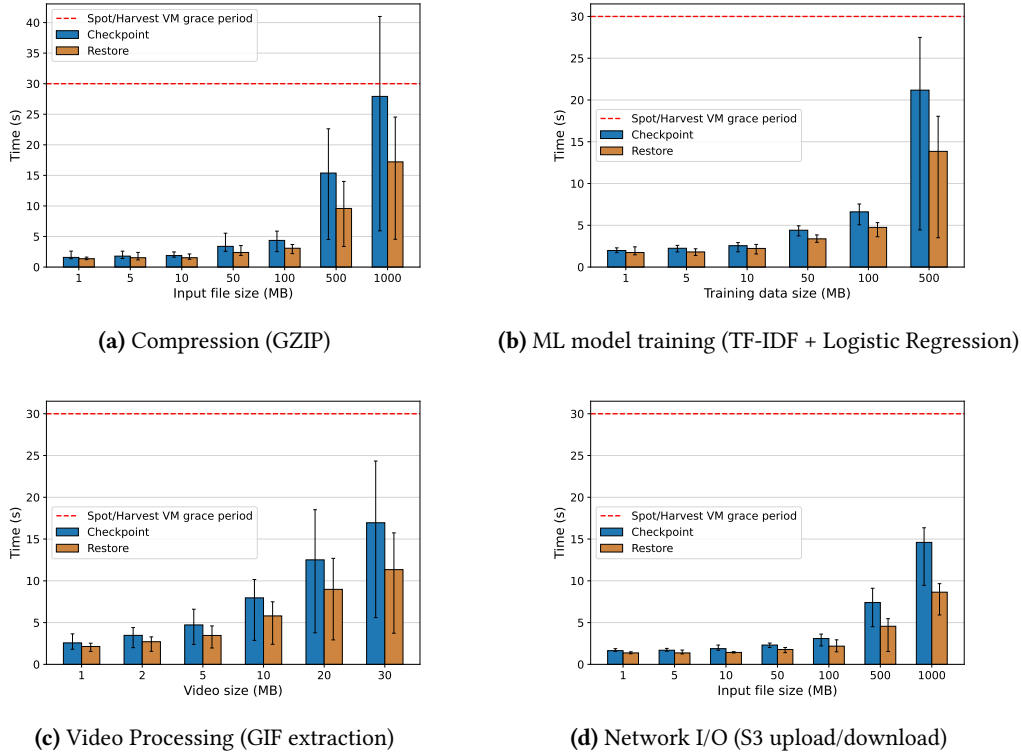 Spot/Harvest VM grace period
Checkpoint
Restore
Time (s)
40
35
30
25
20
15
10
5
0
1 5 10 50 100 500 1000
Input file size (MB)
(a) Compression (GZIP)
Spot/Harvest VM grace period
Checkpoint
Restore
Time (s)
30
25
20
15
10
5
0
1 5 10 50 100 500
Training data size (MB)
(b) ML model training (TF-IDF + Logistic Regression)
Spot/Harvest VM grace period
Checkpoint
Restore
Time (s)
30
25
20
15
10
5
0
1 2 5 10 20 30
Video size (MB)
(c) Video Processing (GIF extraction)
Spot/Harvest VM grace period
Checkpoint
Restore
Time (s)
30
25
20
15
10
5
0
1 5 10 50 100 500 1000
Input file size (MB)
(d) Network I/O (S3 upload/download)